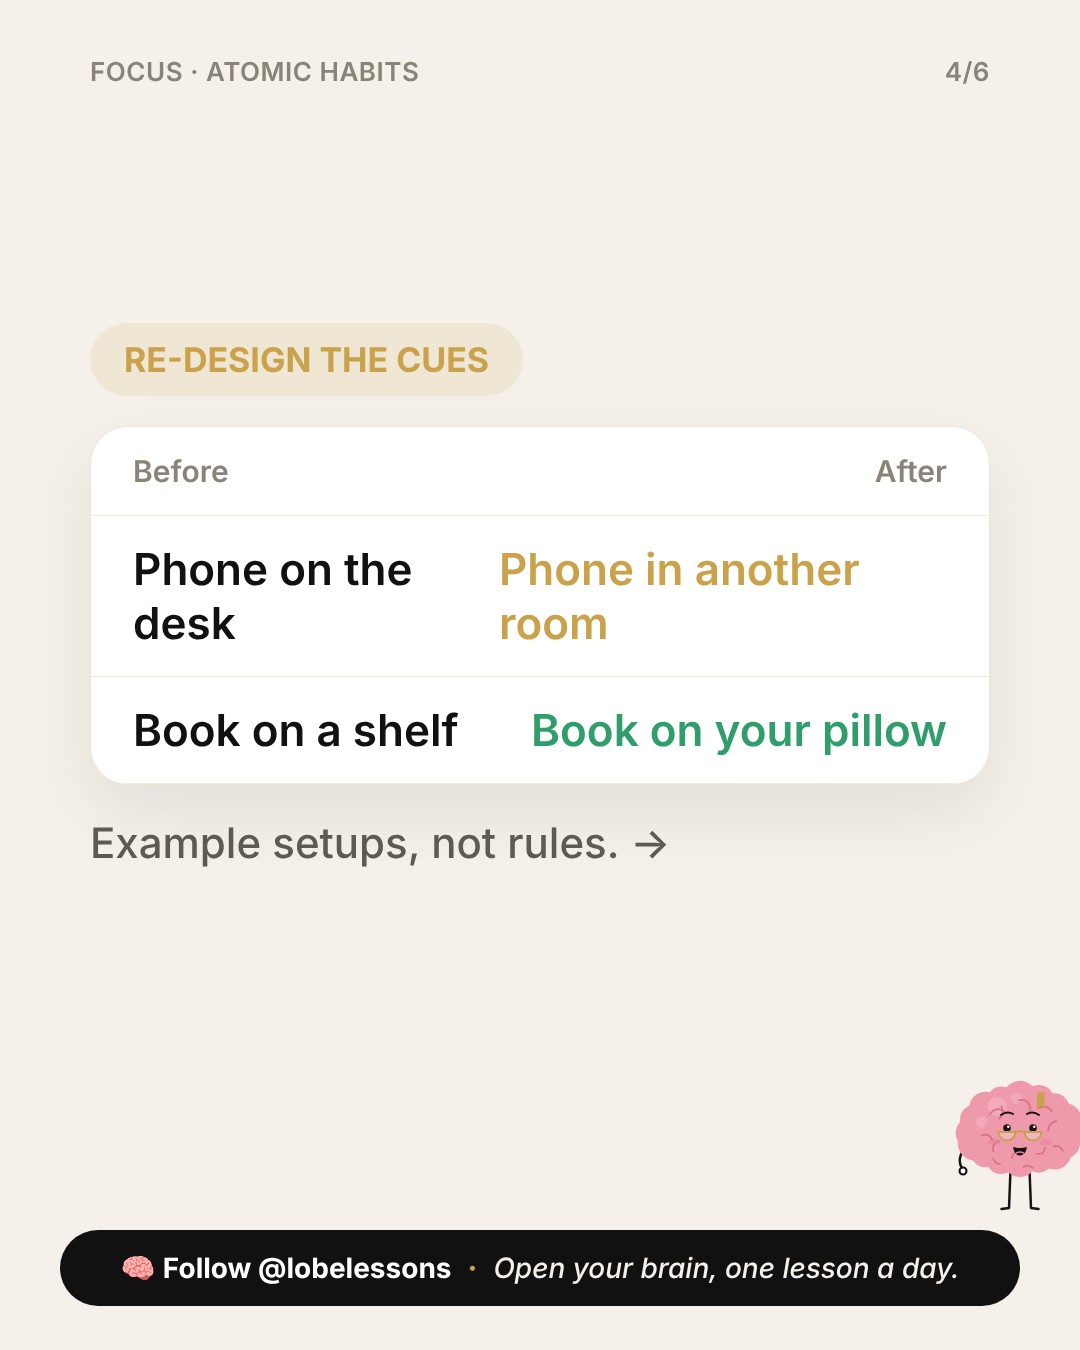 FOCUS · ATOMIC HABITS
4/6
RE-DESIGN THE CUES
Before
After
Phone on the
desk
Phone in another
room
Book on a shelf
Book on your pillow
Example setups, not rules. →
🧠 Follow @lobelessons · Open your brain, one lesson a day.